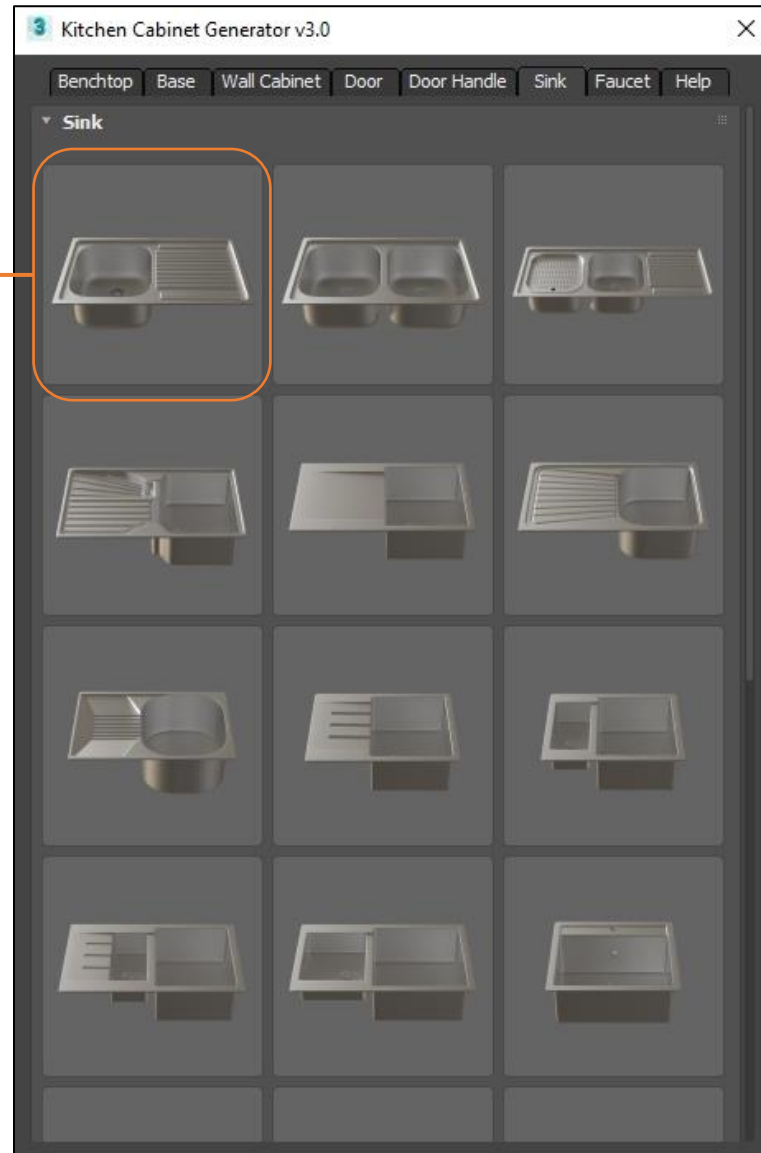 3 Kitchen Cabinet Generator v3.0
Benchtop Base Wall Cabinet Door Door Handle Sink Faucet Help
Sink